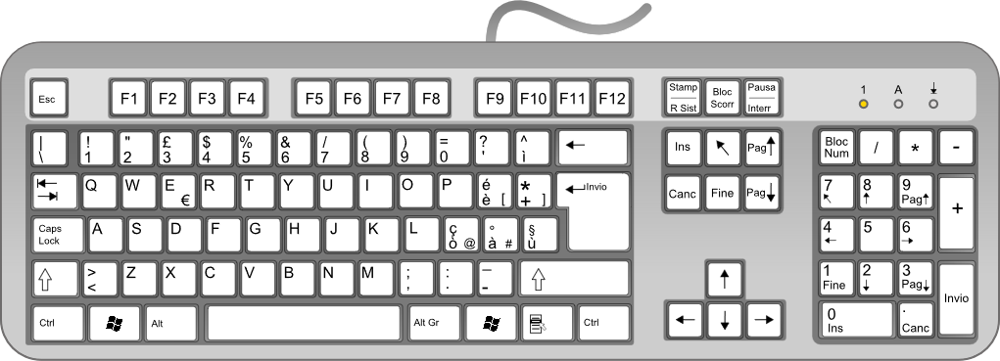 Esc F1 F2 F3 F4 F5 F6 F7 F8 F9 F10 F11 F12 Stamp R Sist Bloc Scorr Pausa Interr 1 A
| \ ! 1 " 2 £ 3 $ 4 % 5 & 6 / 7 ( 8 ) 9 = 0 ? ' ^ ì ← Ins ↖ Pag↑ Bloc Num / * -
Q W E € R T Y U I O P é è [ * + ] Invio Canc Fine Pag↓ 7 ↖ 8 ↑ 9 Pag↑ +
Caps Lock A S D F G H J K L ç ò @ ° à # § ù 4 ← 5 6 →
⇧ > < Z X C V B N M ; , : . _ - ⇧ ↑ 1 Fine 2 ↓ 3 Pag↓ Invio
Ctrl Alt Alt Gr Ctrl ← ↓ → 0 Ins . Canc